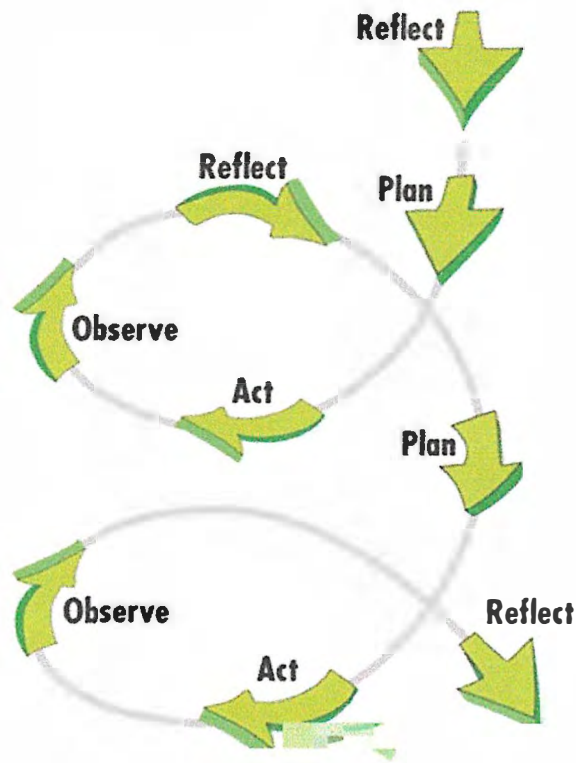 Reflect
Plan
Act
Observe
Reflect
Plan
Act
Observe
Reflect